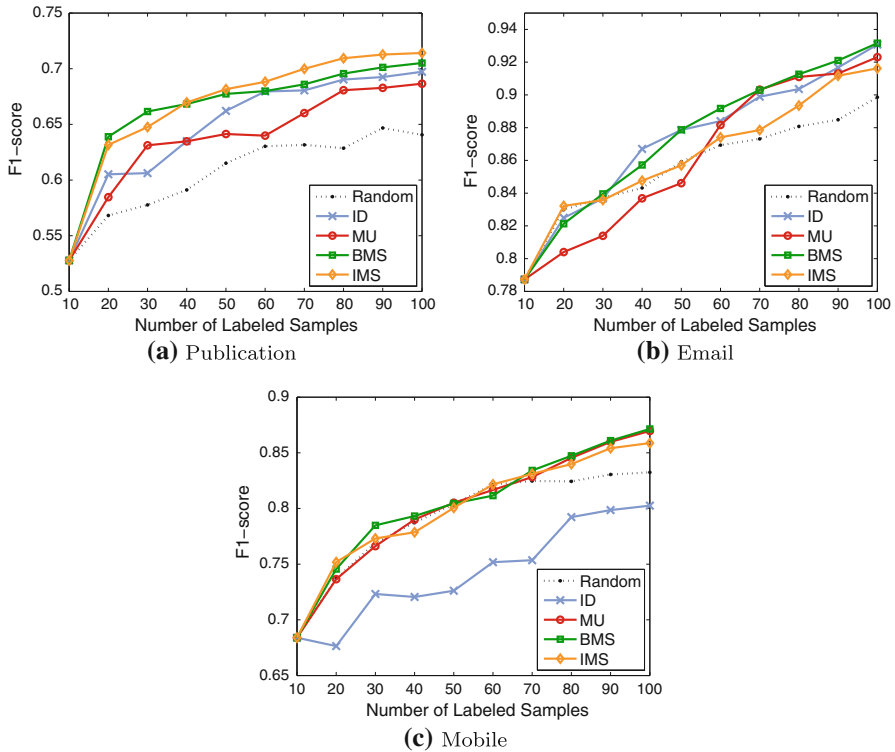 0.75
0.7
0.65
0.6
0.55
0.5
F1-score
10 20 30 40 50 60 70 80 90 100
Number of Labeled Samples
Random
ID
MU
BMS
IMS
(a) Publication
0.94
0.92
0.9
0.88
0.86
0.84
0.82
0.8
0.78
F1-score
10 20 30 40 50 60 70 80 90 100
Number of Labeled Samples
Random
ID
MU
BMS
IMS
(b) Email
0.9
0.85
0.8
0.75
0.7
0.65
F1-score
10 20 30 40 50 60 70 80 90 100
Number of Labeled Samples
Random
ID
MU
BMS
IMS
(c) Mobile